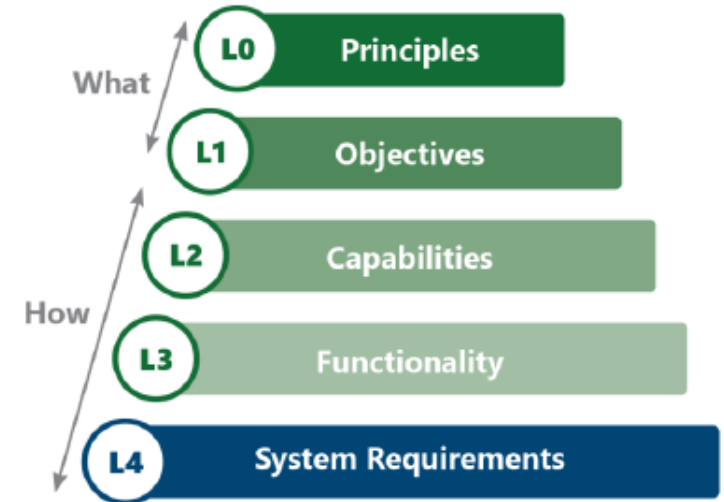 L0 Principles
What
L1 Objectives
L2 Capabilities
How
L3 Functionality
L4 System Requirements